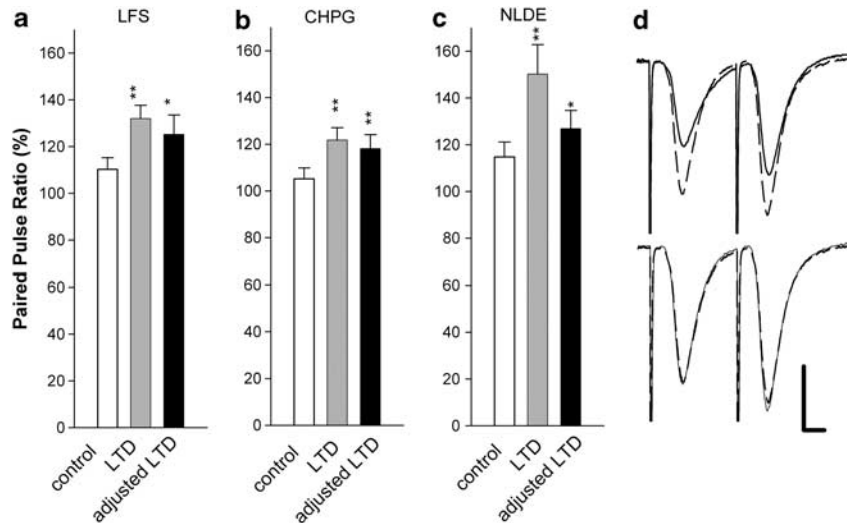 a
LFS
b
CHPG
c
NLDE
d
Paired Pulse Ratio (%)
160
140
120
100
80
60
40
20
0
**
*
control
LTD
adjusted LTD
160
140
120
100
80
60
40
20
0
**
**
control
LTD
adjusted LTD
160
140
120
100
80
60
40
20
0
**
*
control
LTD
adjusted LTD